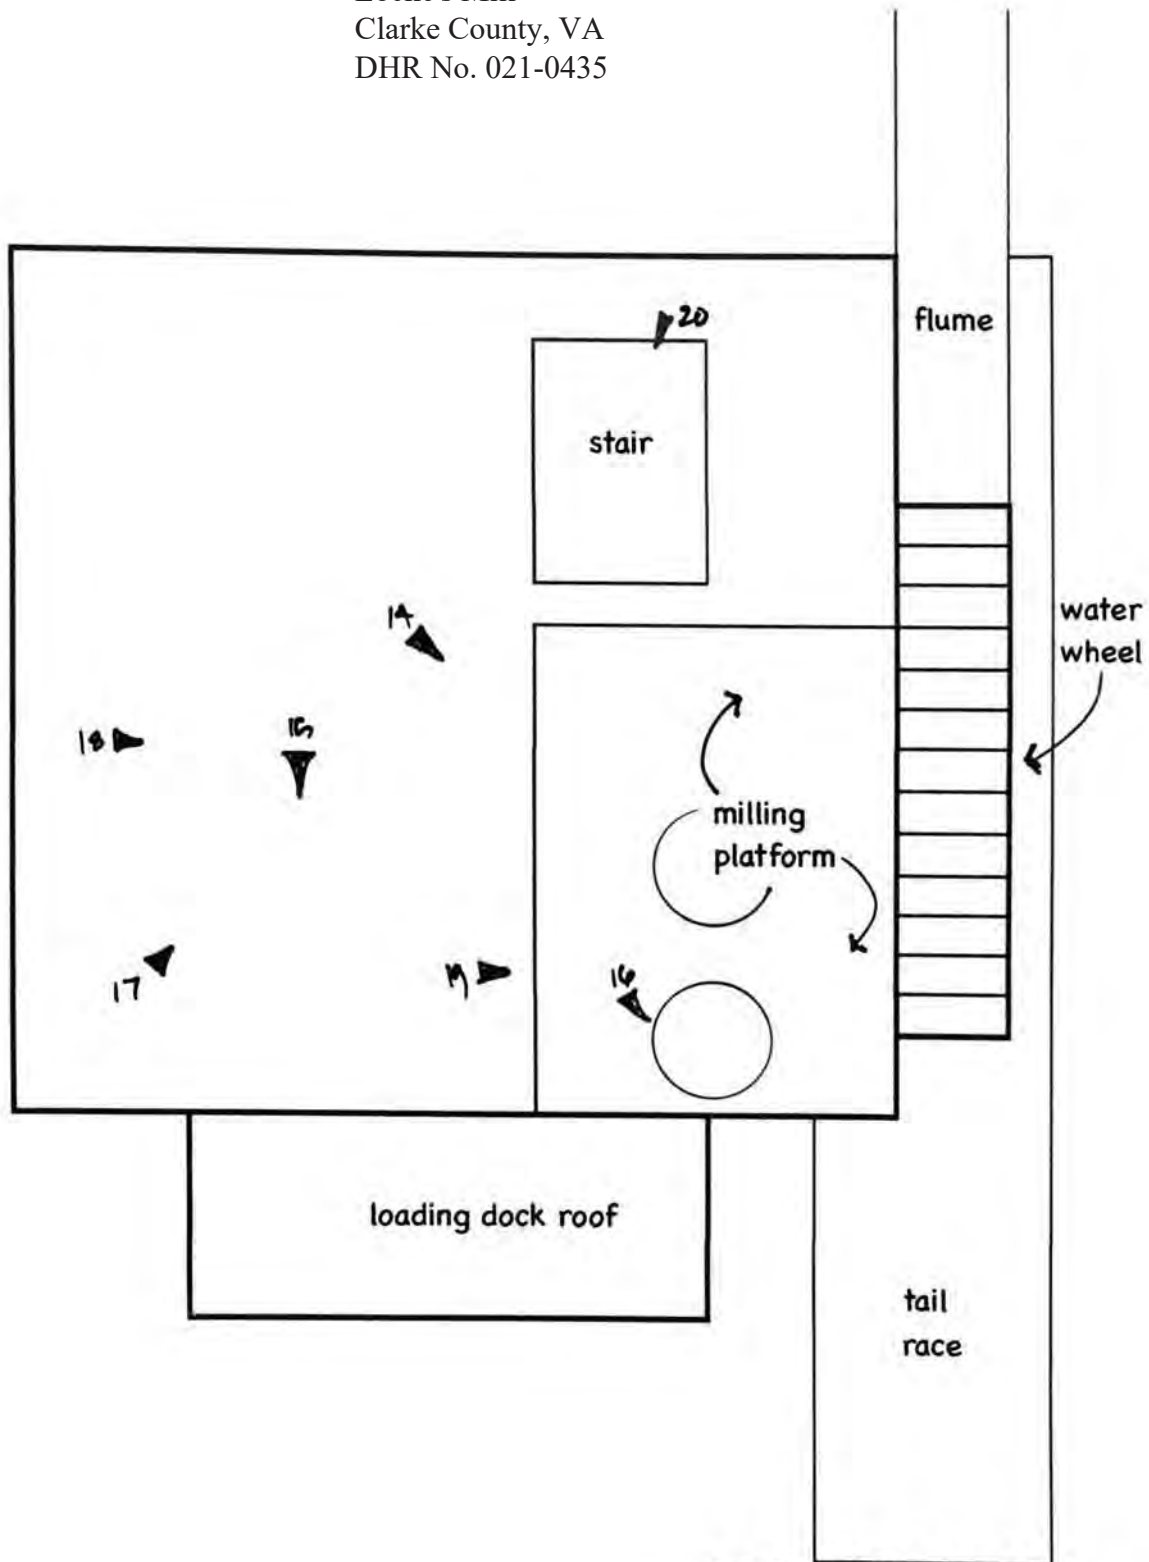 Clarke County, VA
DHR No. 021-0435
20
flume
stair
14
water
wheel
18
15
milling
platform
17
19
16
loading dock roof
tail
race